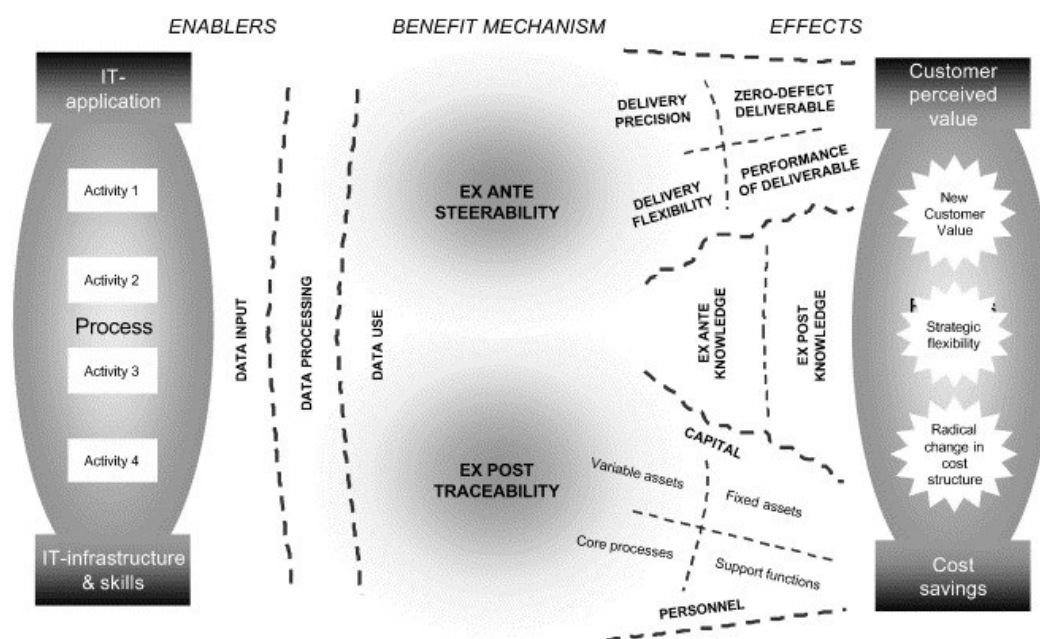 ENABLERS
BENEFIT MECHANISM
EFFECTS
IT-
application
Activity 1
Activity 2
Process
Activity 3
Activity 4
IT-infrastructure
& skills
DATA INPUT
DATA PROCESSING
DATA USE
EX ANTE
STEERABILITY
EX POST
TRACEABILITY
DELIVERY
PRECISION
ZERO-DEFECT
DELIVERABLE
DELIVERY
FLEXIBILITY
PERFORMANCE
OF DELIVERABLE
EX ANTE
KNOWLEDGE
EX POST
KNOWLEDGE
CAPITAL
Variable assets
Fixed assets
Core processes
Support functions
PERSONNEL
Customer
perceived
value
New
Customer
Value
Strategic
flexibility
Radical
change in
cost
structure
Cost
savings